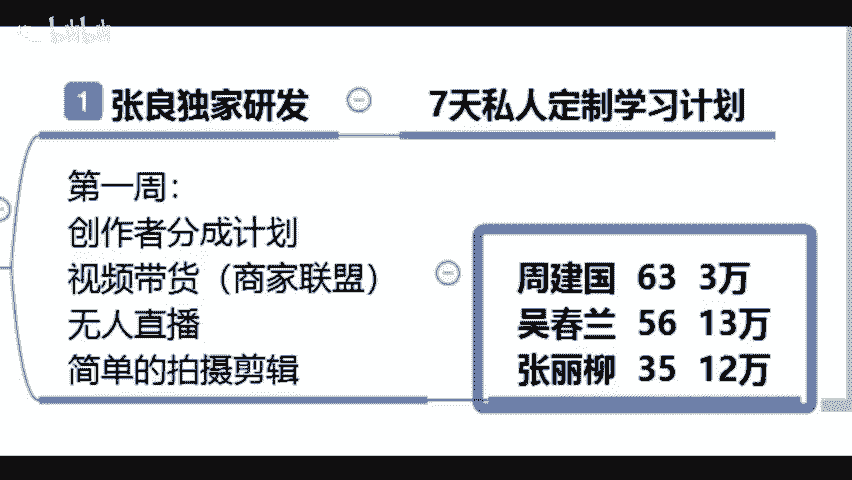 bilibili
1 张良独家研发 7天私人定制学习计划
第一周：
创作者分成计划
视频带货（商家联盟）
无人直播
简单的拍摄剪辑
周建国 63 3万
吴春兰 56 13万
张丽柳 35 12万